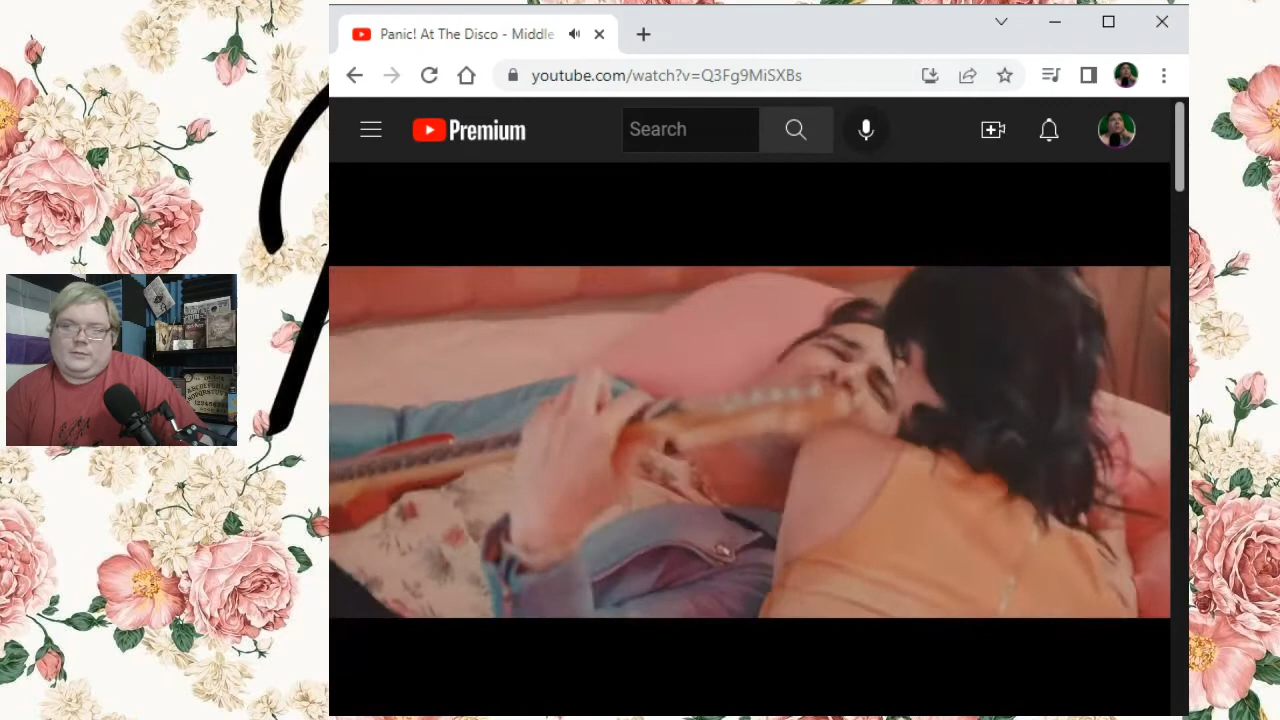 Panic! At The Disco - Middle
youtube.com/watch?v=Q3Fg9MiSXBs
Premium
Search